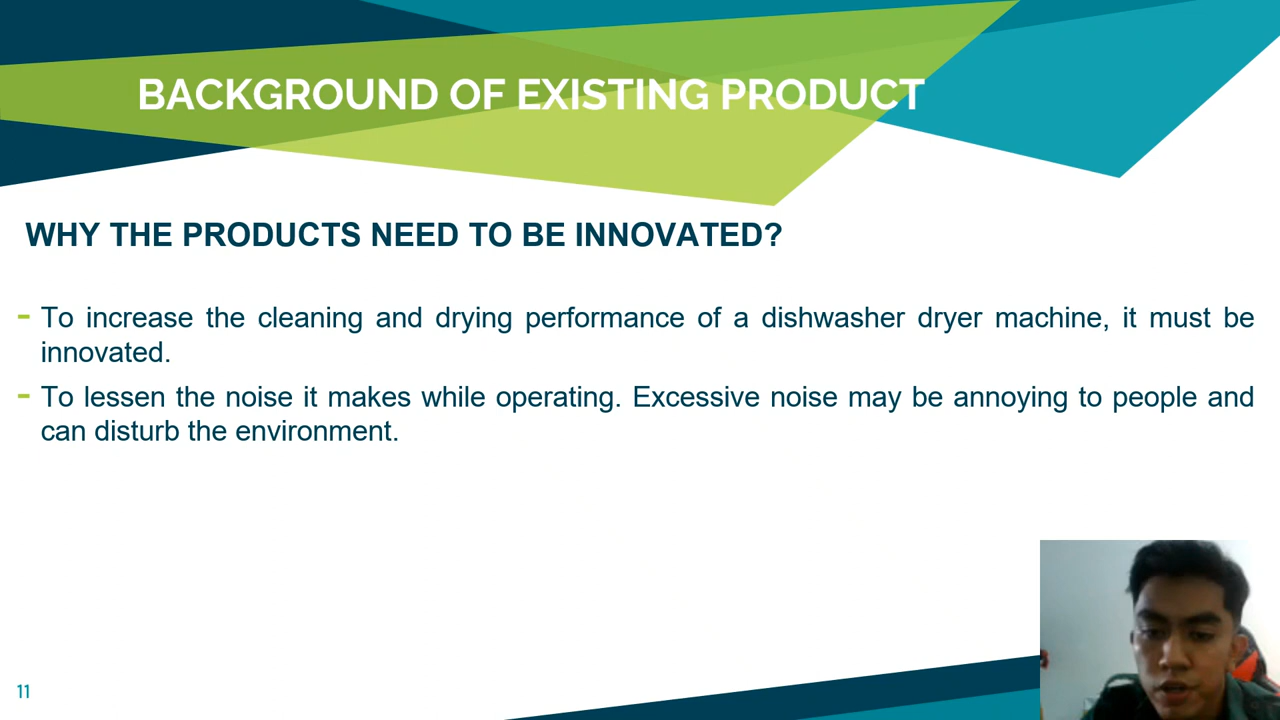 BACKGROUND OF EXISTING PRODUCT
WHY THE PRODUCTS NEED TO BE INNOVATED?
- To increase the cleaning and drying performance of a dishwasher dryer machine, it must be
innovated.
- To lessen the noise it makes while operating. Excessive noise may be annoying to people and
can disturb the environment.
11